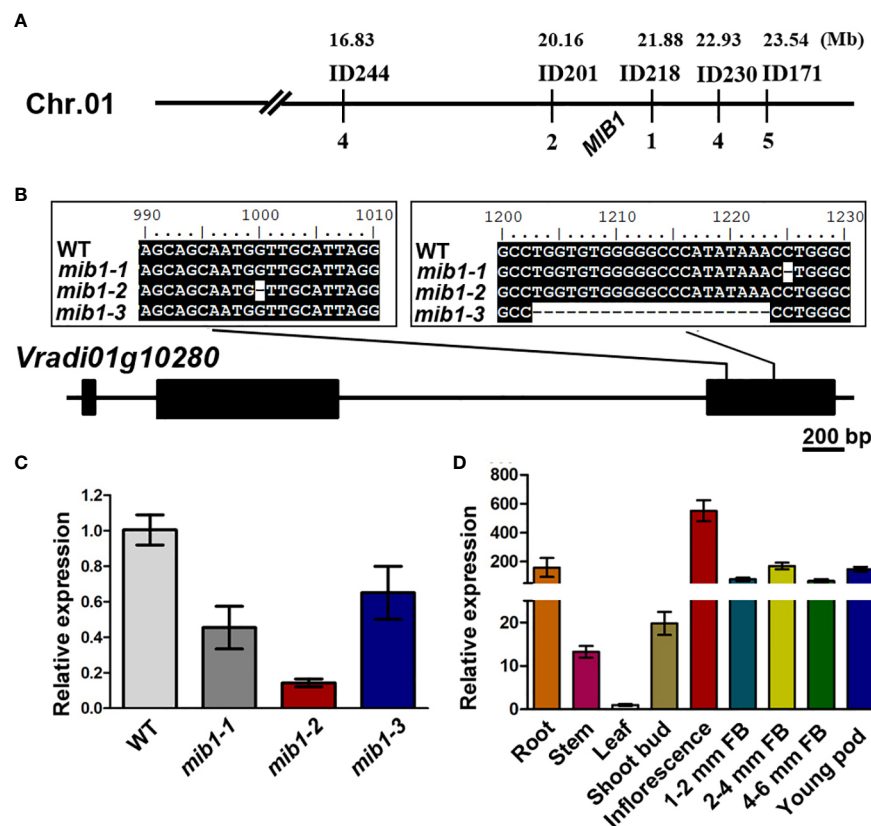 A
16.83 20.16 21.88 22.93 23.54 (Mb)
ID244 ID201 ID218 ID230 ID171
Chr.01
4 2 MIB1 1 4 5
B
990 1000 1010
WT AGCAGCAATGGTTGCATTAGG
mib1-1 AGCAGCAATGGTTGCATTAGG
mib1-2 AGCAGCAATG-TTGCATTAGG
mib1-3 AGCAGCAATGGTTGCATTAGG
1200 1210 1220 1230
WT GCCTGGTGTGGGGGCCCATATAAACCTGGGC
mib1-1 GCCTGGTGTGGGGGCCCATATAAAC-TGGGC
mib1-2 GCCTGGTGTGGGGGCCCATATAAACCTGGGC
mib1-3 GCC---------------------CCTGGGC
Vradi01g10280
200 bp
C
Relative expression
1.2
1.0
0.8
0.6
0.4
0.2
0.0
WT mib1-1 mib1-2 mib1-3
D
Relative expression
800
600
400
200
20
10
0
Root Stem Leaf Shoot bud Inflorescence 1-2 mm FB 2-4 mm FB 4-6 mm FB Young pod